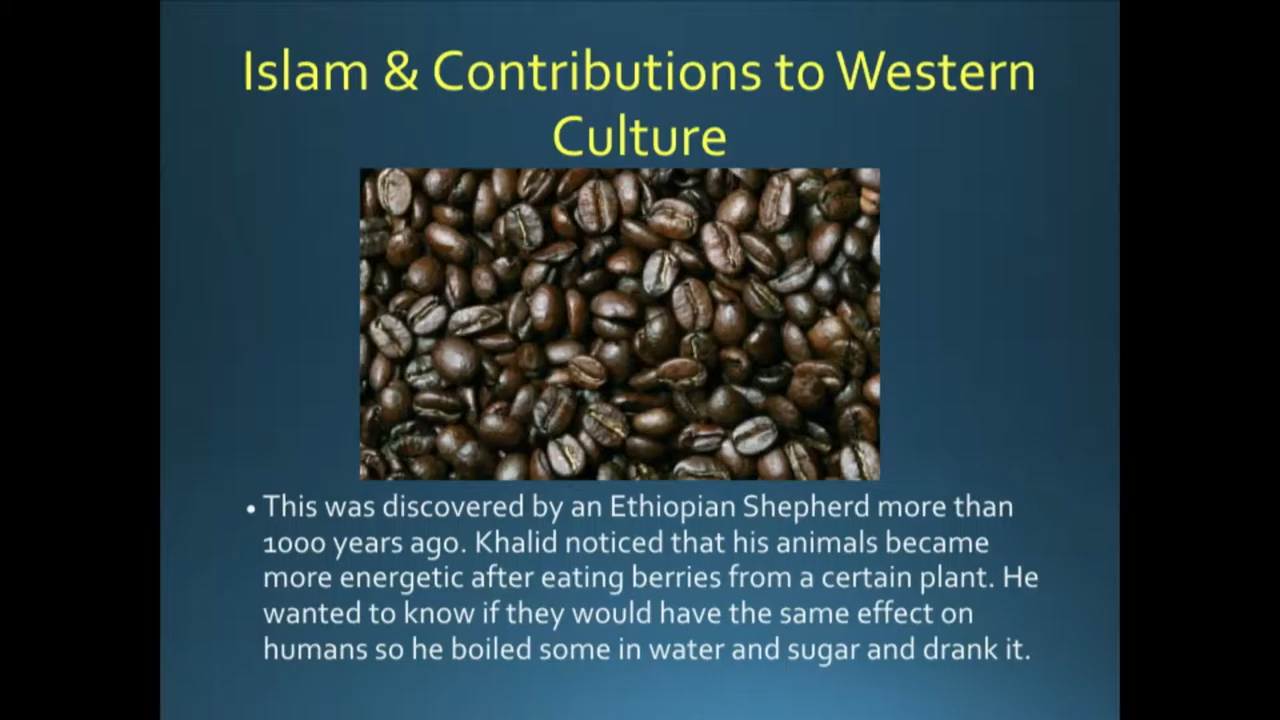 Islam & Contributions to Western
Culture
• This was discovered by an Ethiopian Shepherd more than
1000 years ago. Khalid noticed that his animals became
more energetic after eating berries from a certain plant. He
wanted to know if they would have the same effect on
humans so he boiled some in water and sugar and drank it.